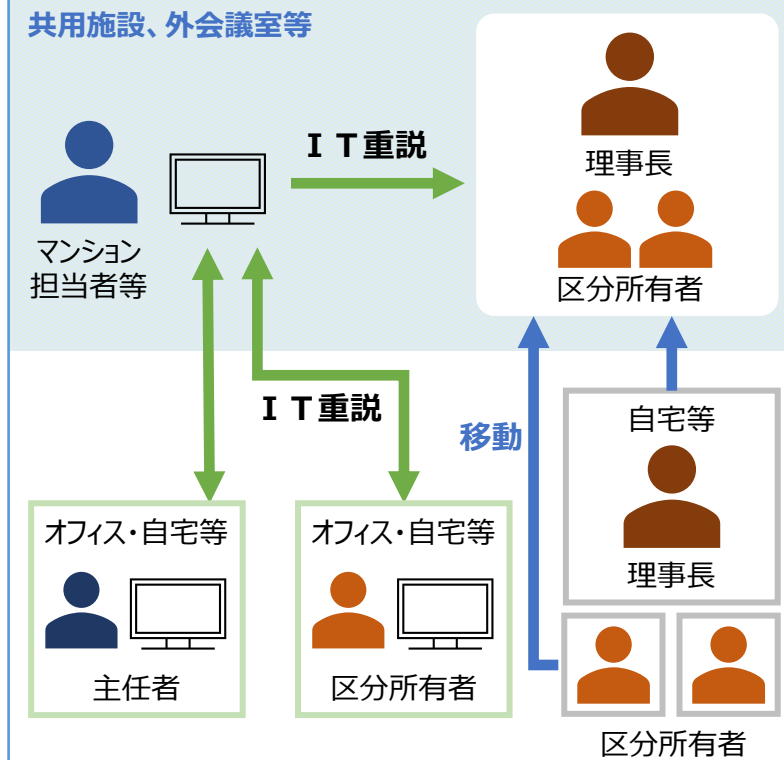 共用施設、外会議室等
ＩＴ重説
理事長
マンション
担当者等
区分所有者
ＩＴ重説
移動
自宅等
理事長
オフィス・自宅等
主任者
オフィス・自宅等
区分所有者
区分所有者